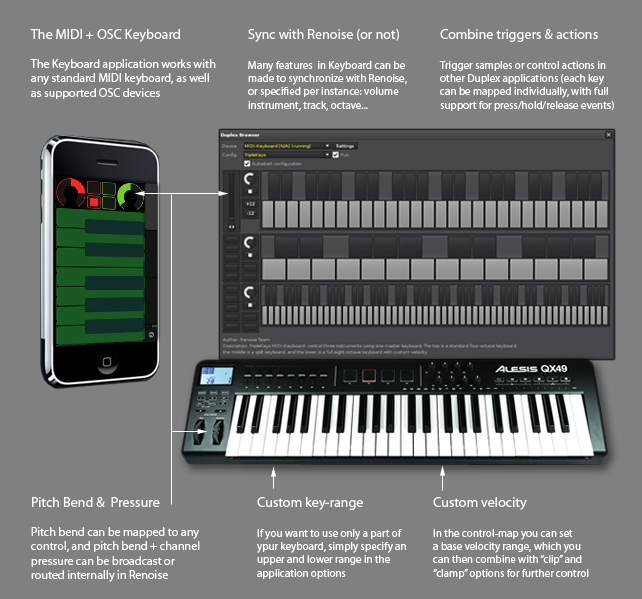 The MIDI + OSC Keyboard
The Keyboard application works with
any standard MIDI keyboard, as well
as supported OSC devices
Sync with Renoise (or not)
Many features in Keyboard can be
made to synchronize with Renoise,
or specified per instance: volume
instrument, track, octave...
Combine triggers & actions
Trigger samples or control actions in
other Duplex applications (each key
can be mapped individually, with full
support for press/hold/release events)
Duplex Browser
Device
MIDI-Keyboard [N/A] (running)
Settings
Config
TripleKeys
Run
Autostart configuration
+12
-12
Author: Renoise Team
Description: TripleKeys MIDI-Keyboard control three instruments using one master keyboard. The top is a standard four-octave keyboard,
the middle is a split keyboard, and the lower is a full eight-octave keyboard with custom velocity.
ALESIS QX49
Pitch Bend & Pressure
Pitch bend can be mapped to any
control, and pitch bend + channel
pressure can be broadcast or
routed internally in Renoise
Custom key-range
If you want to use only a part of
ypur keyboard, simply specify an
upper and lower range in the
application options
Custom velocity
In the control-map you can set
a base velocity range, which you
can then combine with “clip” and
“clamp” options for further control